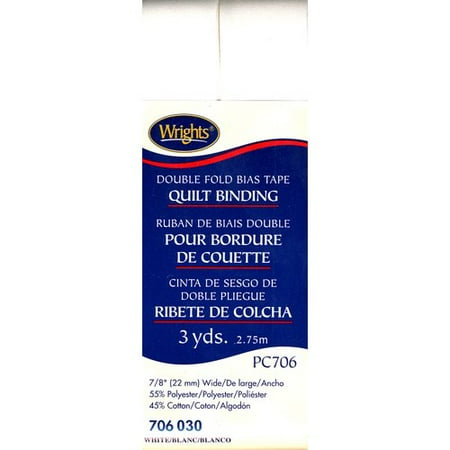 Wrights®
DOUBLE FOLD BIAS TAPE
QUILT BINDING
RUBAN DE BIAIS DOUBLE
POUR BORDURE
DE COUETTE
CINTA DE SESGO DE
DOBLE PLIEGUE
RIBETE DE COLCHA
3 yds. 2.75m
PC706
7/8" (22 mm) Wide/De large/Ancho
55% Polyester/Polyester/Poliéster
45% Cotton/Coton/Algodón
706 030
WHITE/BLANC/BLANCO